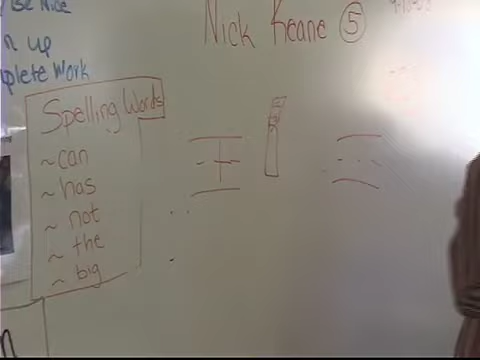 Be Nice
up
plete Work
Nick Keane 5
Spelling Words
~can
~has
~ not
~ the
~ big